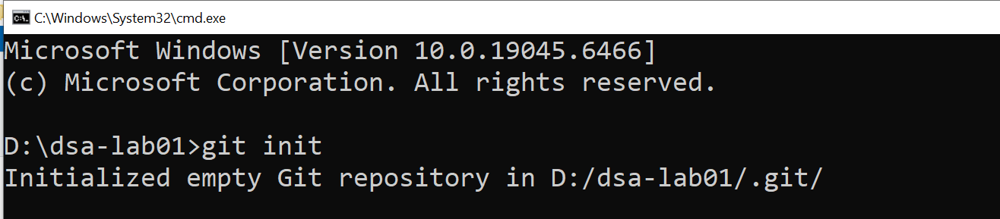 C:\Windows\System32\cmd.exe
Microsoft Windows [Version 10.0.19045.6466]
(c) Microsoft Corporation. All rights reserved.
D:\dsa-lab01>git init
Initialized empty Git repository in D:/dsa-lab01/.git/